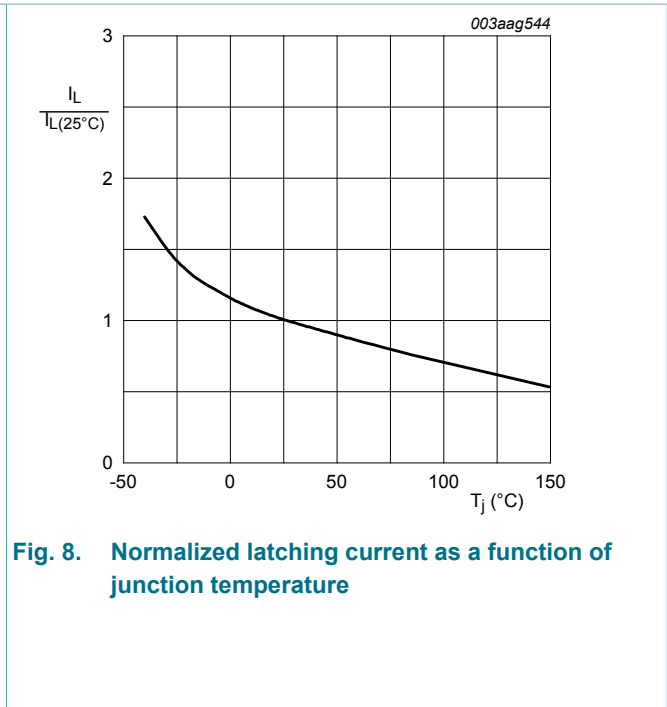 003aag544
3
I_L
I_L(25°C)
2
1
0
-50 0 50 100 150
T_j (°C)
Fig. 8. Normalized latching current as a function of
junction temperature